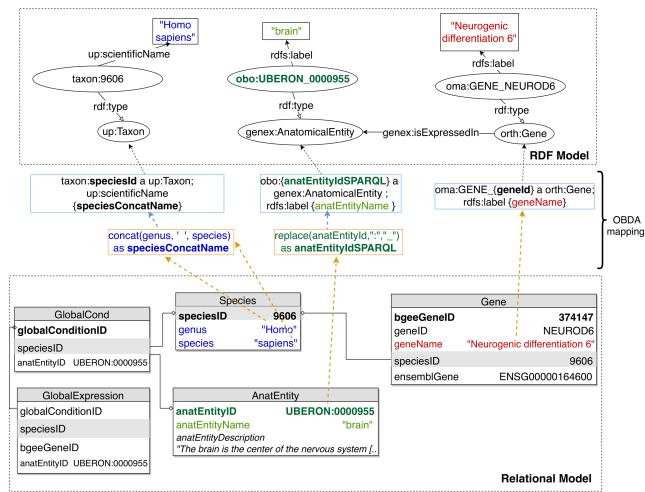 "Homo
sapiens"
"brain"
"Neurogenic
differentiation 6"
up:scientificName
rdfs:label
rdfs:label
taxon:9606
obo:UBERON_0000955
oma:GENE_NEUROD6
rdf:type
rdf:type
rdf:type
up:Taxon
genex:AnatomicalEntity
genex:isExpressedIn
orth:Gene
RDF Model
taxon:speciesId a up:Taxon;
up:scientificName
{speciesConcatName}
obo:{anatEntityIdSPARQL} a
genex:AnatomicalEntity ;
rdfs:label {anatEntityName }
oma:GENE_{geneId} a orth:Gene;
rdfs:label {geneName}
OBDA
mapping
concat(genus, ' ', species)
as speciesConcatName
replace(anatEntityId,":","_")
as anatEntityIdSPARQL
GlobalCond
globalConditionID
speciesID
anatEntityID UBERON:0000955
Species
speciesID 9606
genus "Homo"
species "sapiens"
Gene
bgeeGeneID 374147
geneID NEUROD6
geneName "Neurogenic differentiation 6"
speciesID 9606
ensemblGene ENSG00000164600
GlobalExpression
globalConditionID
speciesID
bgeeGeneID
anatEntityID UBERON:0000955
AnatEntity
anatEntityID UBERON:0000955
anatEntityName "brain"
anatEntityDescription
"The brain is the center of the nervous system [..
Relational Model